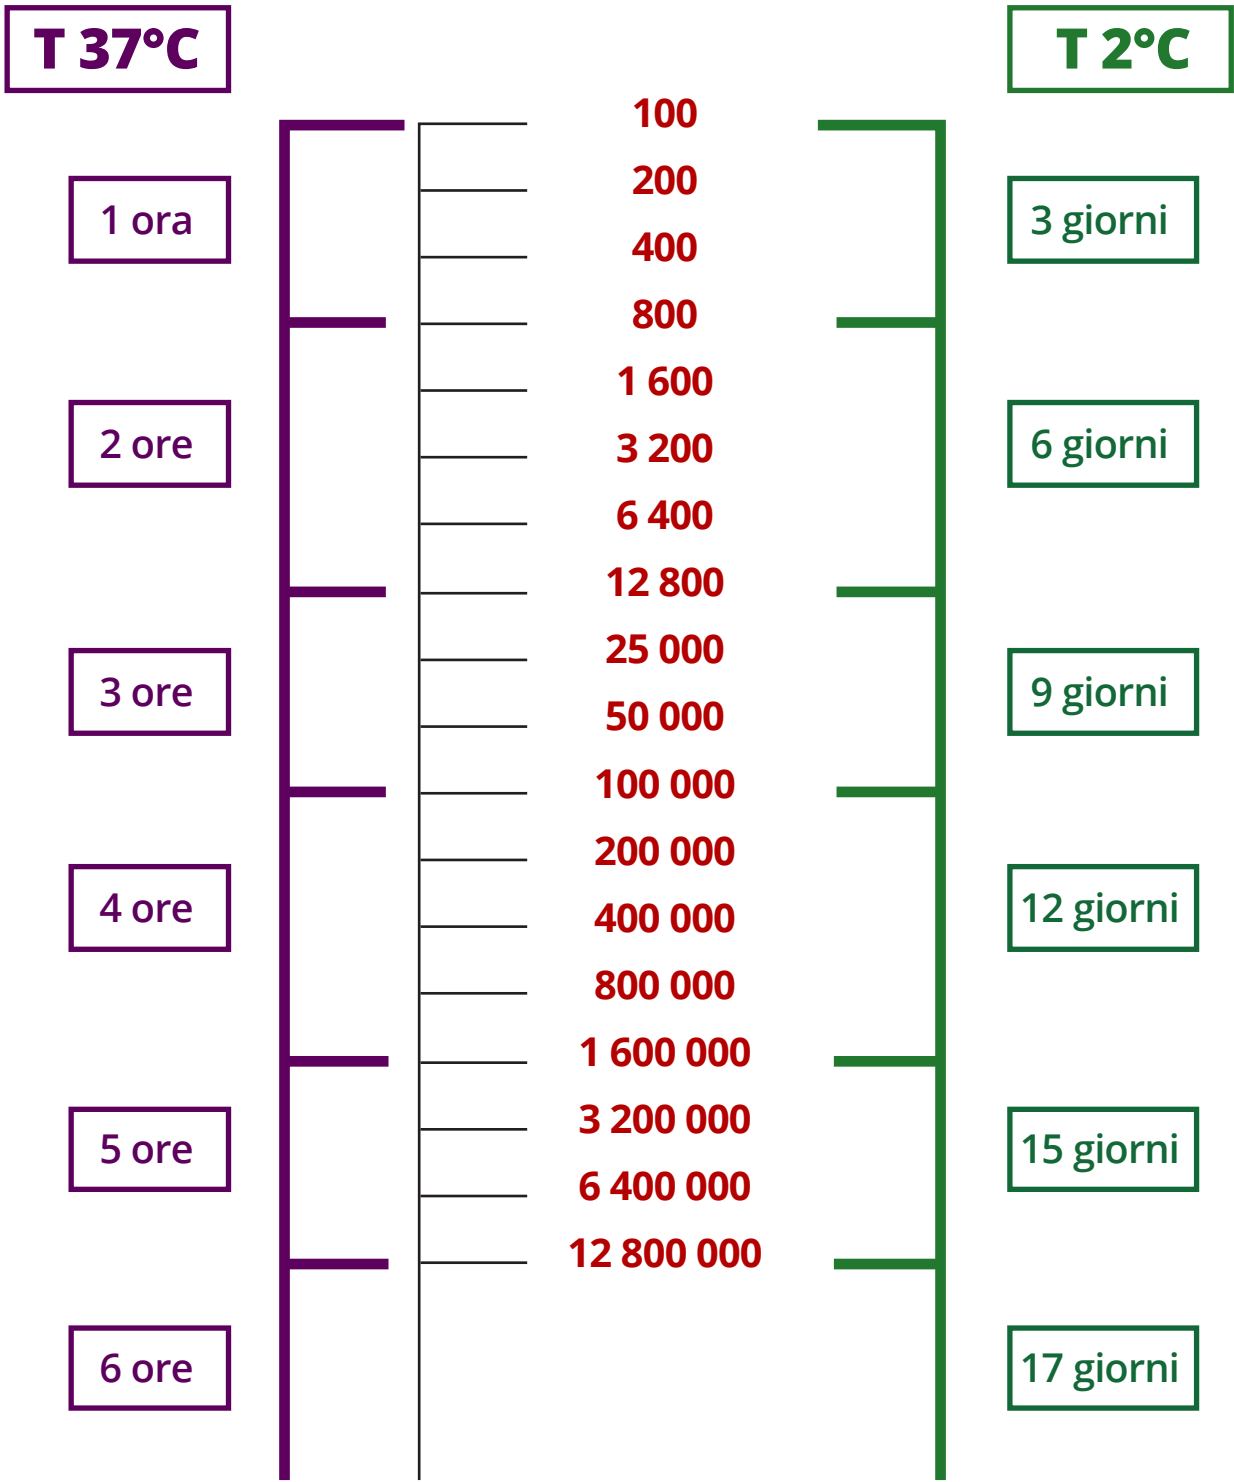 T 37°C
T 2°C
100
200
1 ora
3 giorni
400
800
1 600
2 ore
6 giorni
3 200
6 400
12 800
25 000
3 ore
9 giorni
50 000
100 000
200 000
4 ore
12 giorni
400 000
800 000
1 600 000
3 200 000
5 ore
15 giorni
6 400 000
12 800 000
6 ore
17 giorni